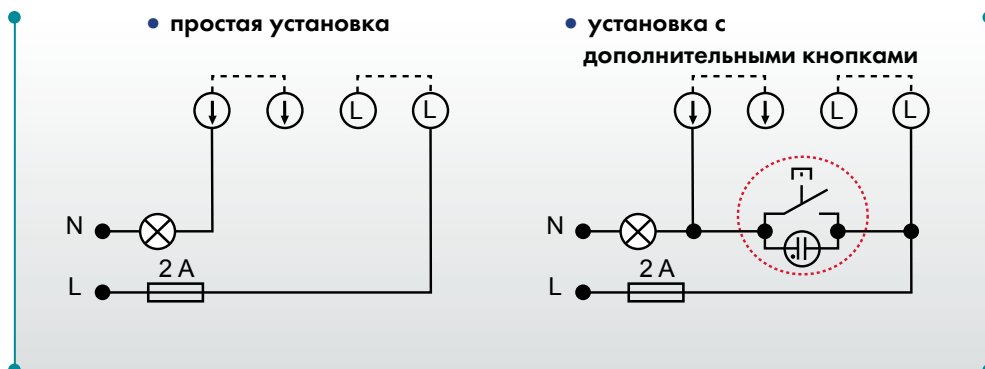 • простая установка
• установка с
дополнительными кнопками
↓ ↓ L L
N
2 A
L
↓ ↓ L L
N
2 A
L